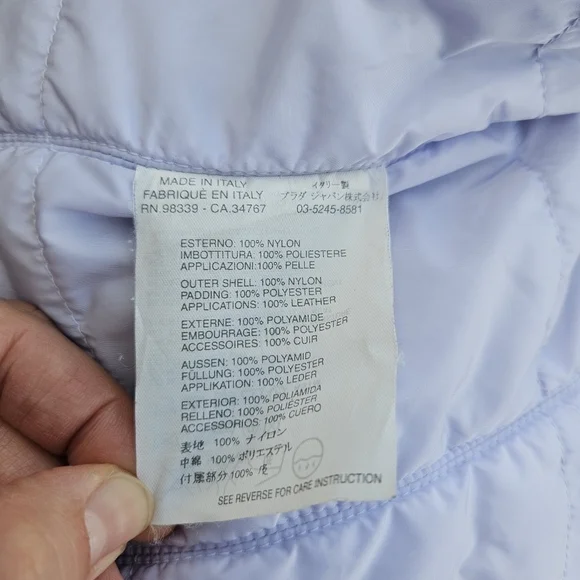 MADE IN ITALY
FABRIQUÉ EN ITALY
RN.98339 - CA.34767
イタリー製
プラダ ジャパン株式会社
03-5245-8581
ESTERNO: 100% NYLON
IMBOTTITURA: 100% POLIESTERE
APPLICAZIONI:100% PELLE
OUTER SHELL: 100% NYLON
PADDING: 100% POLYESTER
APPLICATIONS: 100% LEATHER
EXTERNE: 100% POLYAMIDE
EMBOURRAGE: 100% POLYESTER
ACCESSOIRES: 100% CUIR
AUSSEN: 100% POLYAMID
FÜLLUNG: 100% POLYESTER
APPLIKATION: 100% LEDER
EXTERIOR: 100% POLIAMIDA
RELLENO: 100% POLIÉSTER
ACCESSORIOS: 100% CUERO
表地 100% ナイロン
中綿 100% ポリエステル
付属部分100% 皮
SEE REVERSE FOR CARE INSTRUCTION